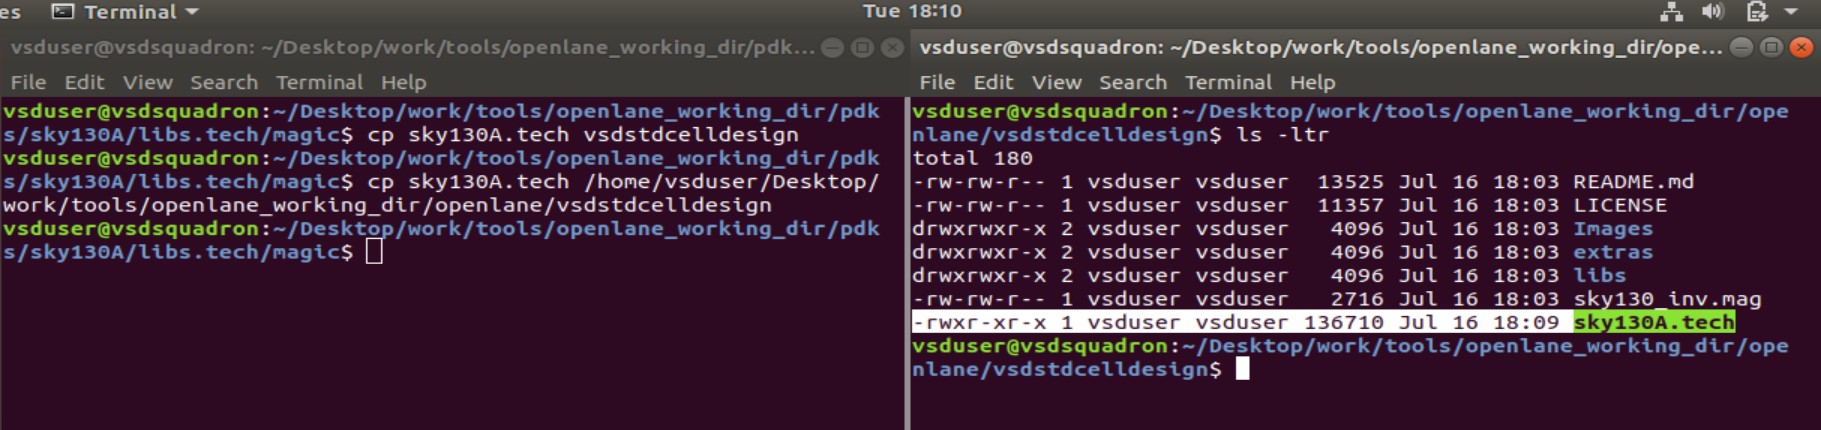 es Terminal Tue 18:10
vsduser@vsdsquadron: ~/Desktop/work/tools/openlane_working_dir/pdk...
File Edit View Search Terminal Help
vsduser@vsdsquadron:~/Desktop/work/tools/openlane_working_dir/pdk
s/sky130A/libs.tech/magic$ cp sky130A.tech vsdstdcelldesign
vsduser@vsdsquadron:~/Desktop/work/tools/openlane_working_dir/pdk
s/sky130A/libs.tech/magic$ cp sky130A.tech /home/vsduser/Desktop/
work/tools/openlane_working_dir/openlane/vsdstdcelldesign
vsduser@vsdsquadron:~/Desktop/work/tools/openlane_working_dir/pdk
s/sky130A/libs.tech/magic$
vsduser@vsdsquadron: ~/Desktop/work/tools/openlane_working_dir/ope...
File Edit View Search Terminal Help
vsduser@vsdsquadron:~/Desktop/work/tools/openlane_working_dir/ope
nlane/vsdstdcelldesign$ ls -ltr
total 180
-rw-rw-r-- 1 vsduser vsduser  13525 Jul 16 18:03 README.md
-rw-rw-r-- 1 vsduser vsduser  11357 Jul 16 18:03 LICENSE
drwxrwxr-x 2 vsduser vsduser   4096 Jul 16 18:03 Images
drwxrwxr-x 2 vsduser vsduser   4096 Jul 16 18:03 extras
drwxrwxr-x 2 vsduser vsduser   4096 Jul 16 18:03 libs
-rw-rw-r-- 1 vsduser vsduser   2716 Jul 16 18:03 sky130_inv.mag
-rwxr-xr-x 1 vsduser vsduser 136710 Jul 16 18:09 sky130A.tech
vsduser@vsdsquadron:~/Desktop/work/tools/openlane_working_dir/ope
nlane/vsdstdcelldesign$